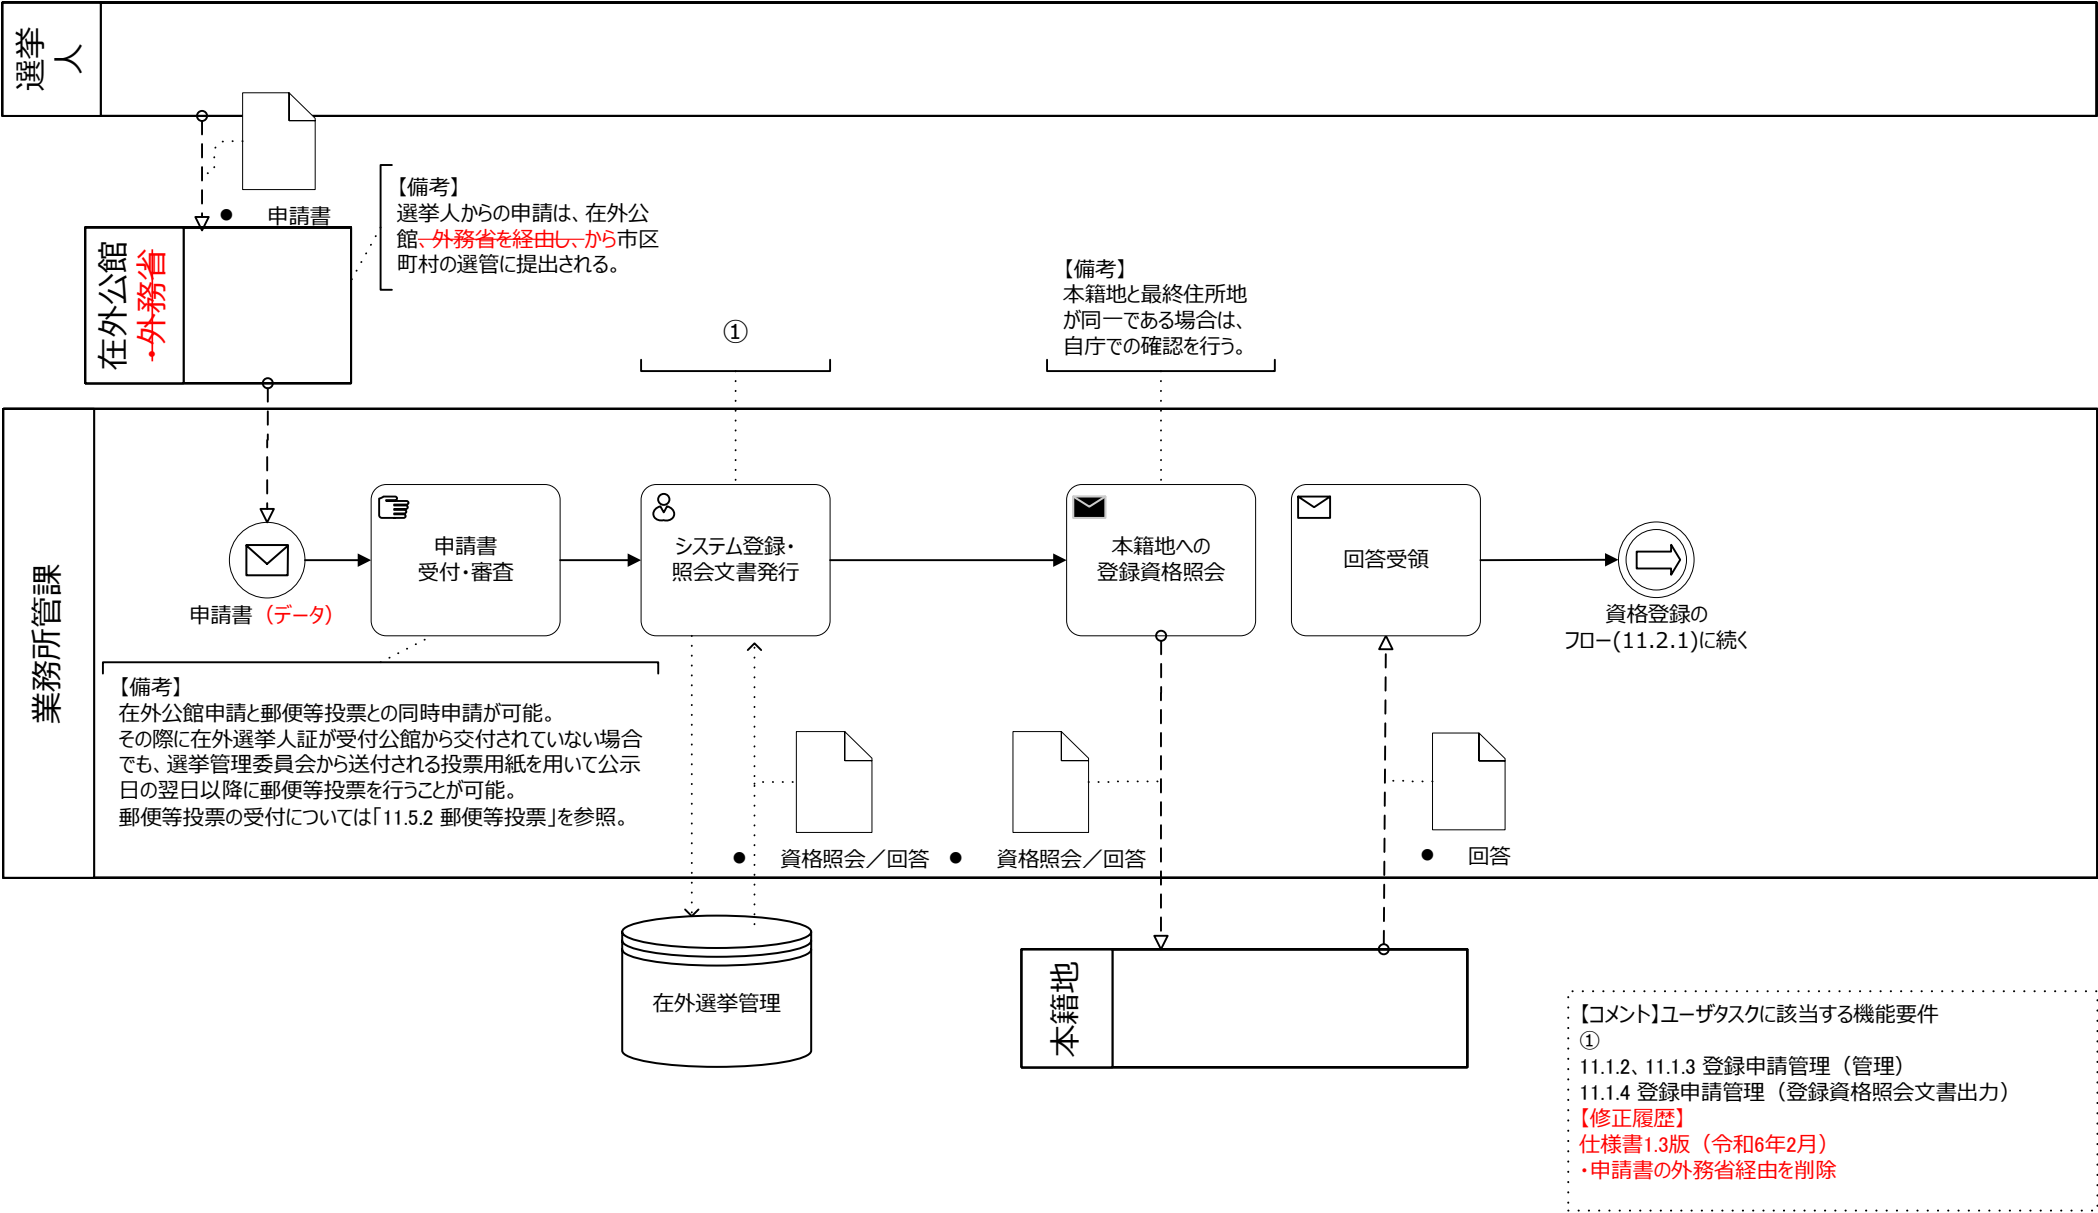 選挙
人
● 申請書
【備考】
選挙人からの申請は、在外公
館、外務省を経由し、から市区
町村の選管に提出される。
在外公館
・外務省
【備考】
本籍地と最終住所地
が同一である場合は、
自庁での確認を行う。
①
業務所管課
申請書（データ）
申請書
受付・審査
システム登録・
照会文書発行
本籍地への
登録資格照会
回答受領
資格登録の
フロー(11.2.1)に続く
【備考】
在外公館申請と郵便等投票との同時申請が可能。
その際に在外選挙人証が受付公館から交付されていない場合
でも、選挙管理委員会から送付される投票用紙を用いて公示
日の翌日以降に郵便等投票を行うことが可能。
郵便等投票の受付については「11.5.2 郵便等投票」を参照。
● 資格照会／回答
● 資格照会／回答
● 回答
在外選挙管理
本籍地
【コメント】ユーザタスクに該当する機能要件
①
11.1.2、11.1.3 登録申請管理（管理）
11.1.4 登録申請管理（登録資格照会文書出力）
【修正履歴】
仕様書1.3版（令和6年2月）
・申請書の外務省経由を削除